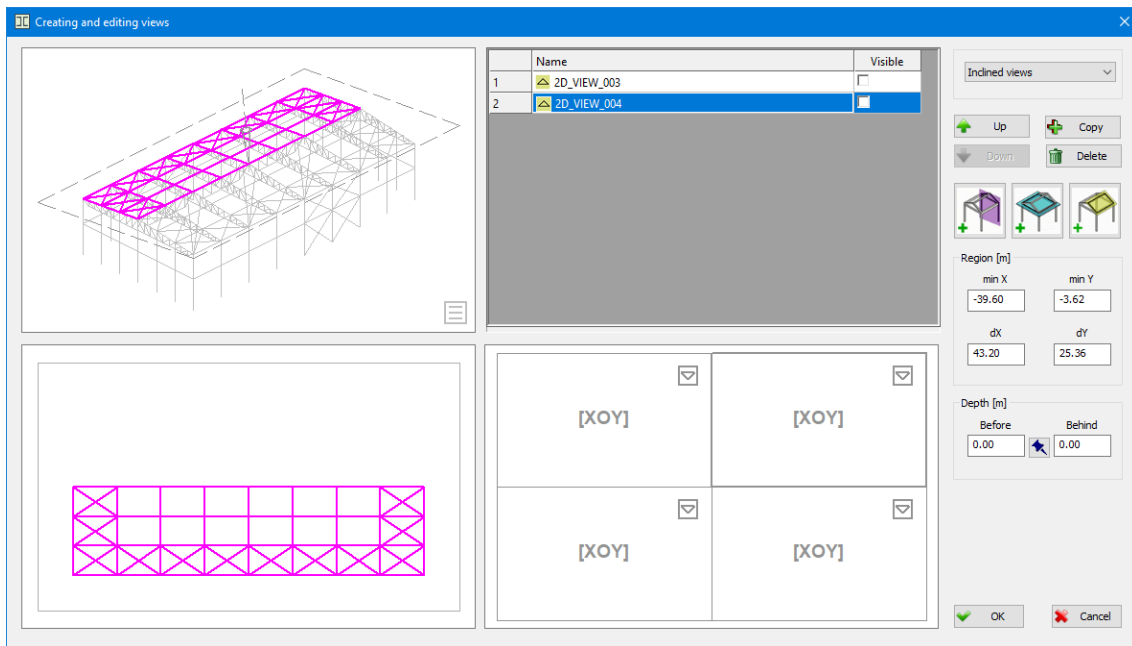 Creating and editing views
Name Visible
1 2D_VIEW_003
2 2D_VIEW_004
Inclined views
Up Copy
Down Delete
Region [m]
min X min Y
-39.60 -3.62
dX dY
43.20 25.36
Depth [m]
Before Behind
0.00 0.00
[XOY] [XOY]
[XOY] [XOY]
OK Cancel